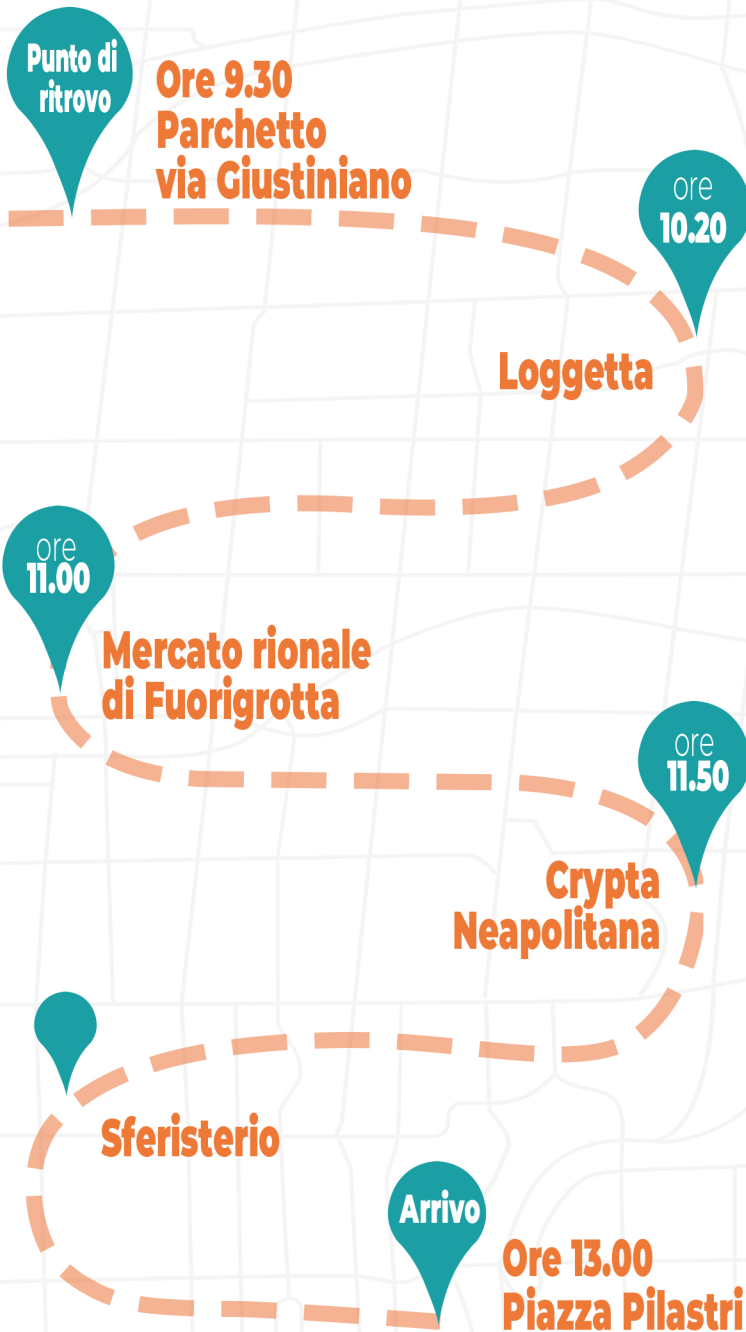 Punto di
ritrovo
Ore 9.30
Parchetto
via Giustiniano
ore
10.20
Loggetta
ore
11.00
Mercato rionale
di Fuorigrotta
ore
11.50
Crypta
Neapolitana
Sferisterio
Arrivo
Ore 13.00
Piazza Pilastri